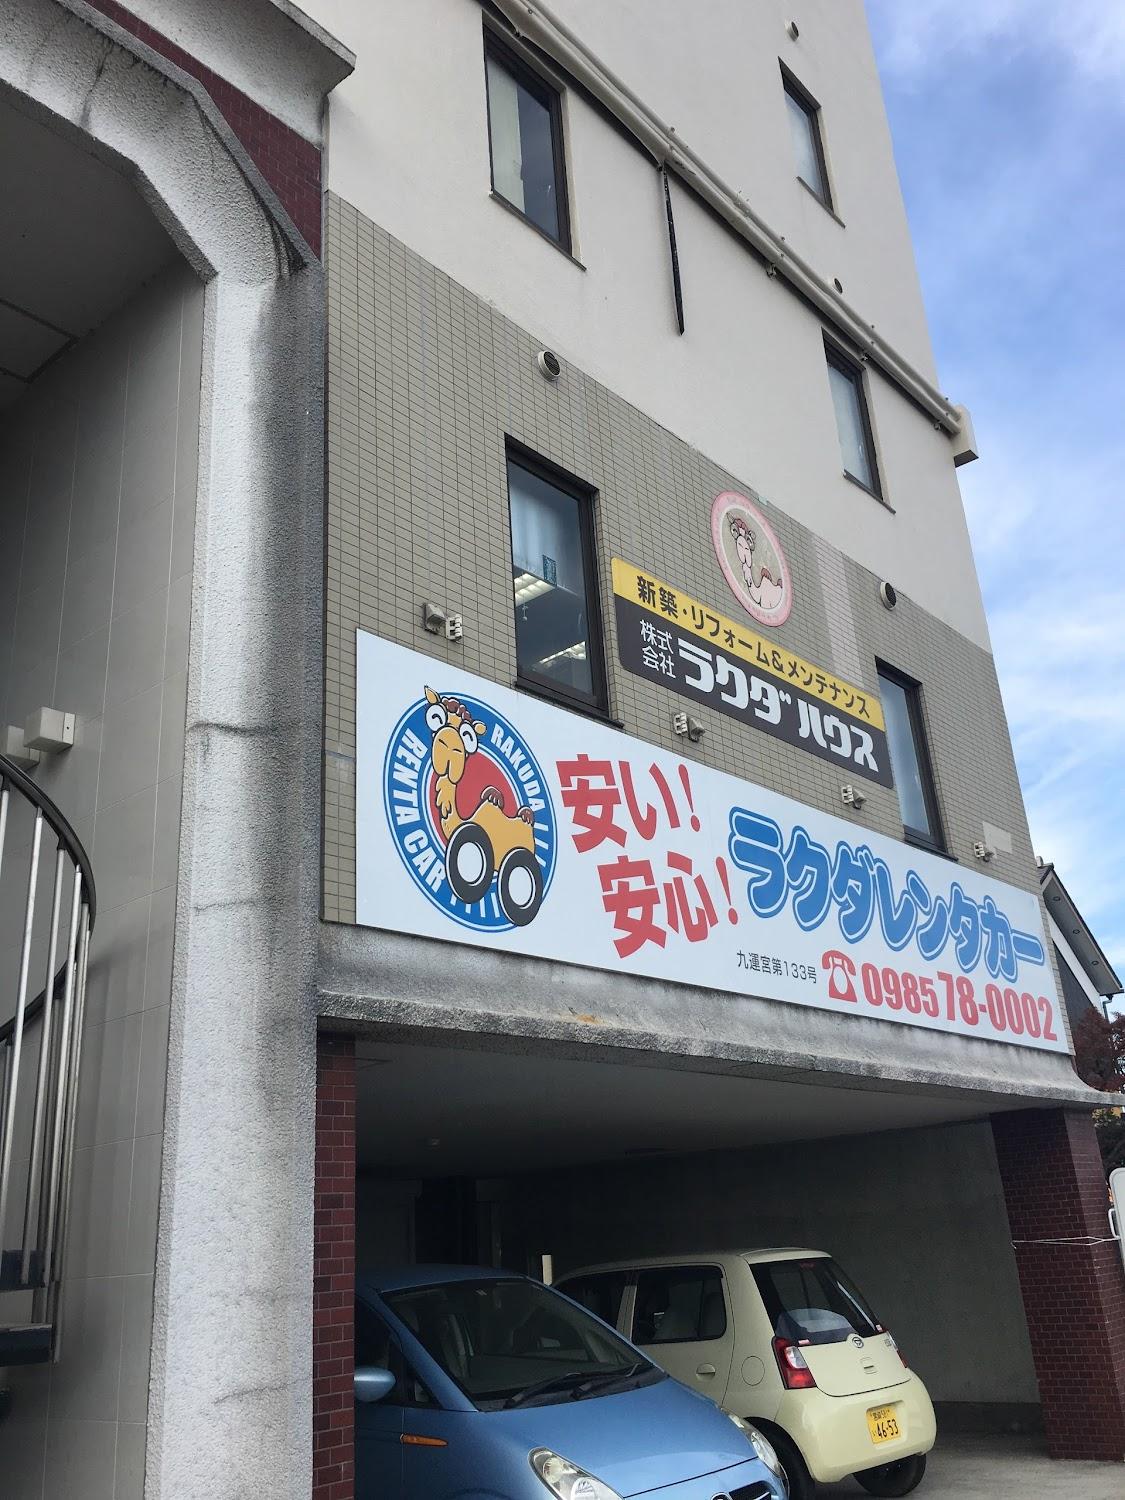 新築・リフォーム&メンテナンス
株式会社 ラクダハウス
RAKUDA
RENTA CAR
安い!
安心!
ラクダレンタカー
九運宮第133号
☎098578-0002
46-53